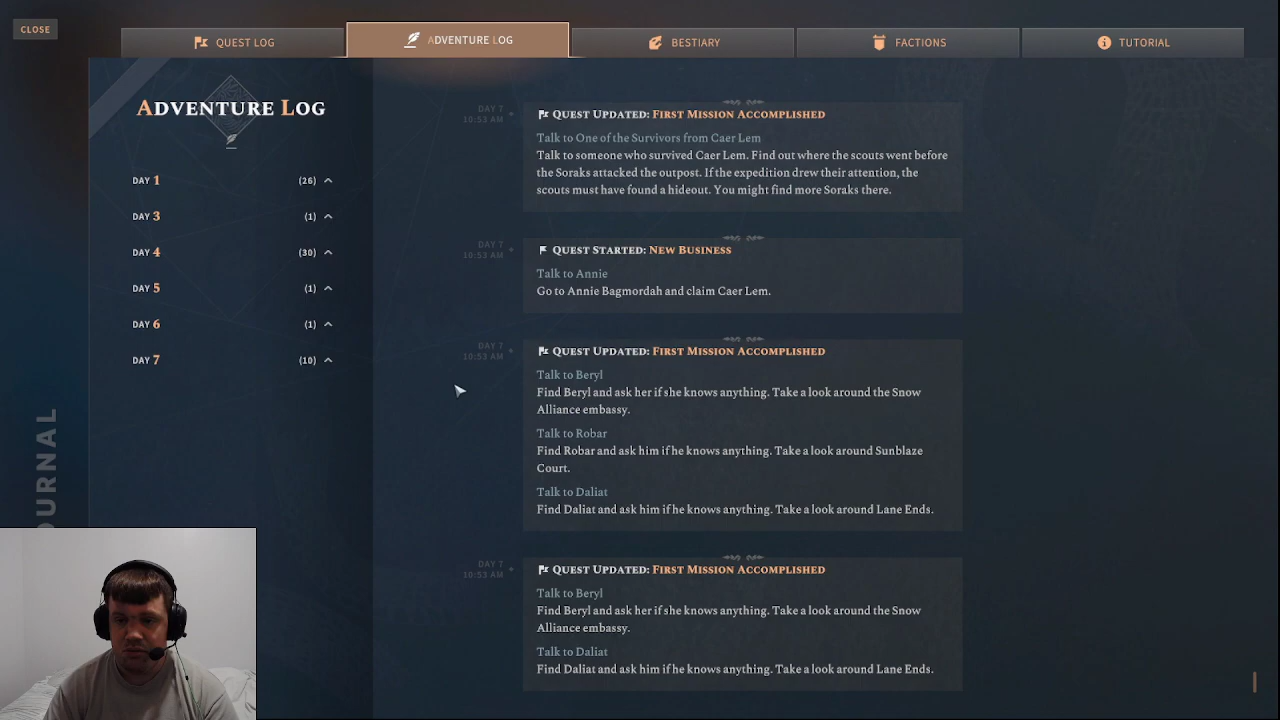 CLOSE
QUEST LOG
ADVENTURE LOG
BESTIARY
FACTIONS
TUTORIAL
ADVENTURE LOG
DAY 1 (26)
DAY 3 (1)
DAY 4 (30)
DAY 5 (1)
DAY 6 (1)
DAY 7 (10)
DAY 7
10:53 AM
QUEST UPDATED: FIRST MISSION ACCOMPLISHED
Talk to One of the Survivors from Caer Lem
Talk to someone who survived Caer Lem. Find out where the scouts went before
the Soraks attacked the outpost. If the expedition drew their attention, the
scouts must have found a hideout. You might find more Soraks there.
DAY 7
10:53 AM
QUEST STARTED: NEW BUSINESS
Talk to Annie
Go to Annie Bagmordah and claim Caer Lem.
DAY 7
10:53 AM
QUEST UPDATED: FIRST MISSION ACCOMPLISHED
Talk to Beryl
Find Beryl and ask her if she knows anything. Take a look around the Snow
Alliance embassy.
Talk to Robar
Find Robar and ask him if he knows anything. Take a look around Sunblaze
Court.
Talk to Daliat
Find Daliat and ask him if he knows anything. Take a look around Lane Ends.
DAY 7
10:53 AM
QUEST UPDATED: FIRST MISSION ACCOMPLISHED
Talk to Beryl
Find Beryl and ask her if she knows anything. Take a look around the Snow
Alliance embassy.
Talk to Daliat
Find Daliat and ask him if he knows anything. Take a look around Lane Ends.
OURNAL